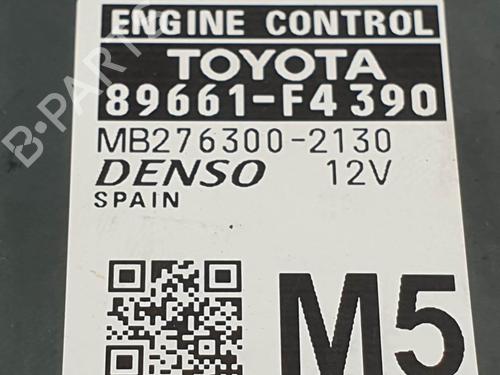 ENGINE CONTROL
TOYOTA
89661-F4390
MB276300-2130
DENSO 12V
SPAIN
M5
B-PARTS